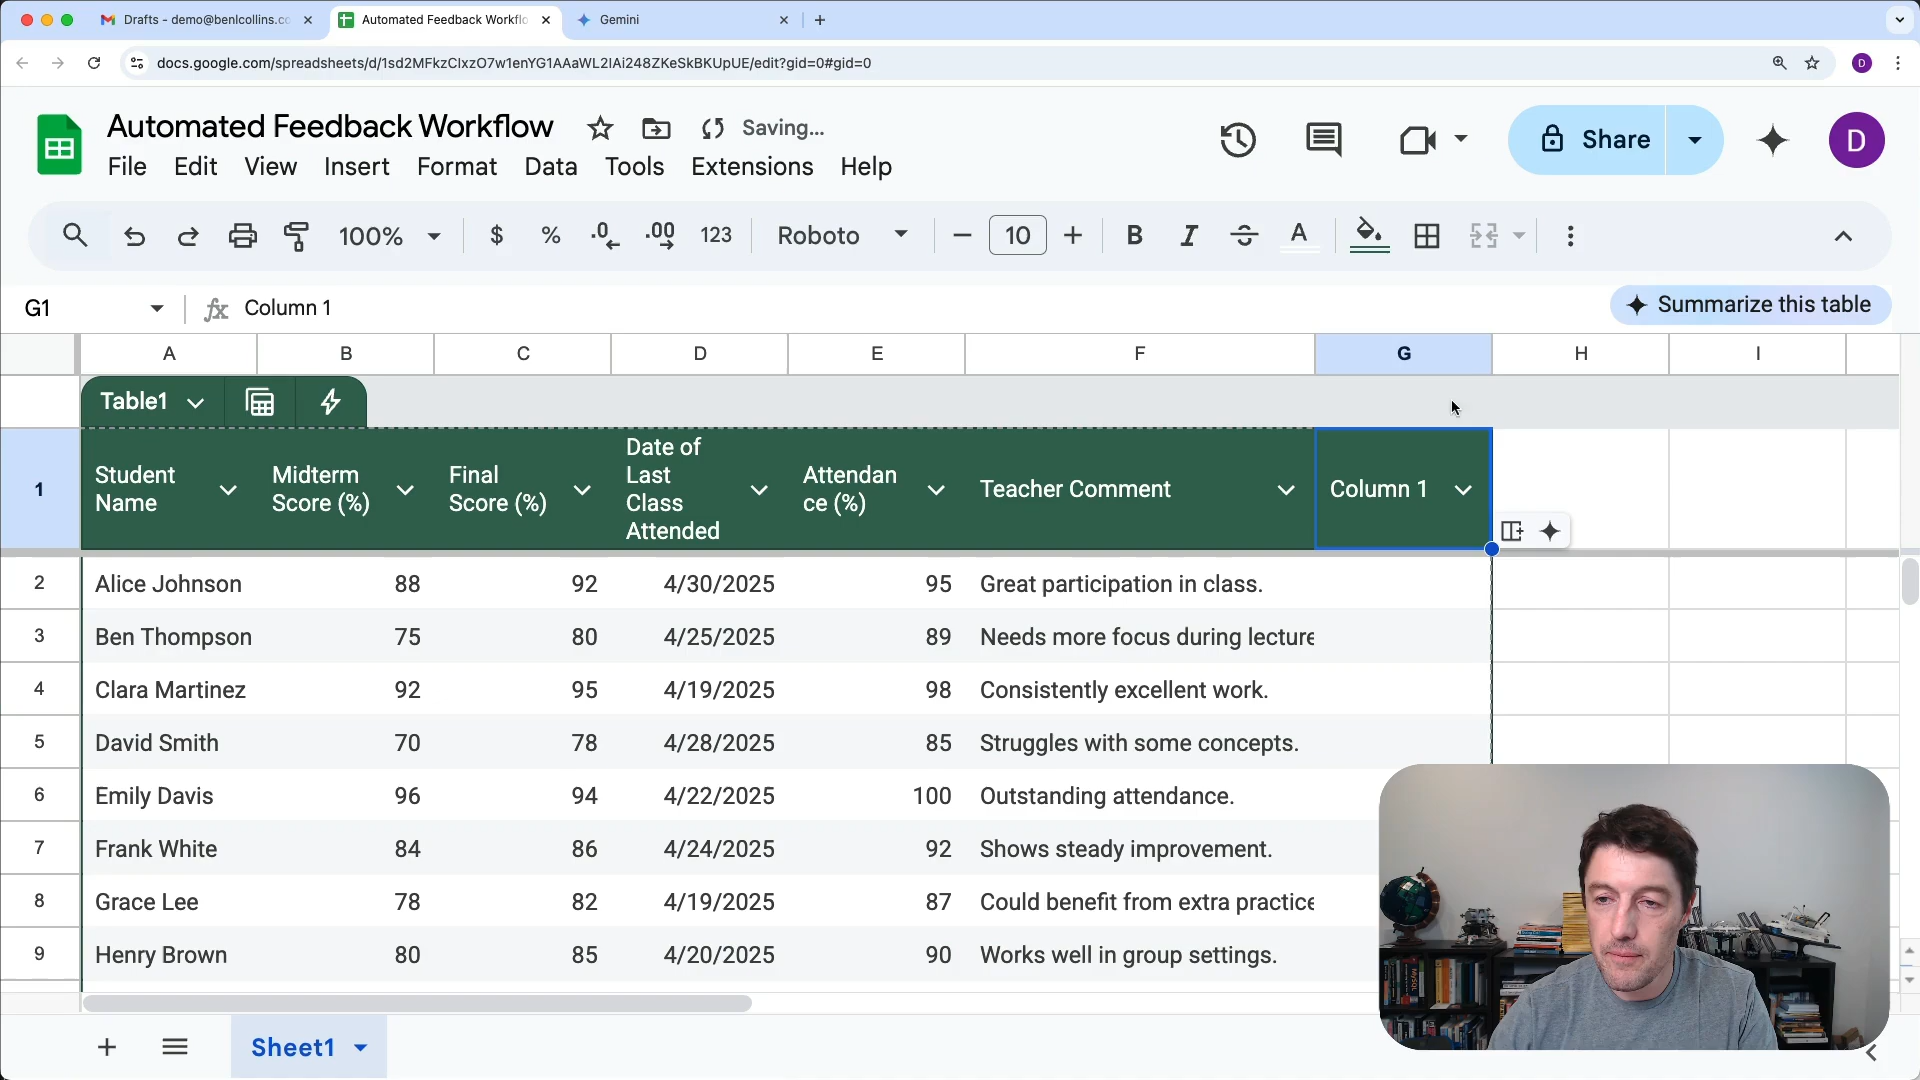 Drafts - demo@benlcollins.co
Automated Feedback Workflo
Gemini
docs.google.com/spreadsheets/d/1sd2MFkzClxzO7w1enYG1AAaWL2IAi248ZKeSkBKUpUE/edit?gid=0#gid=0
D
Automated Feedback Workflow
Saving...
File Edit View Insert Format Data Tools Extensions Help
Share
D
100% $ % .0 .00 123 Roboto 10 B I S A
G1 fx Column 1
Summarize this table
A B C D E F G H I
Table1
1 Student Name Midterm Score (%) Final Score (%) Date of Last Class Attended Attendance (%) Teacher Comment Column 1
2 Alice Johnson 88 92 4/30/2025 95 Great participation in class.
3 Ben Thompson 75 80 4/25/2025 89 Needs more focus during lecture
4 Clara Martinez 92 95 4/19/2025 98 Consistently excellent work.
5 David Smith 70 78 4/28/2025 85 Struggles with some concepts.
6 Emily Davis 96 94 4/22/2025 100 Outstanding attendance.
7 Frank White 84 86 4/24/2025 92 Shows steady improvement.
8 Grace Lee 78 82 4/19/2025 87 Could benefit from extra practice
9 Henry Brown 80 85 4/20/2025 90 Works well in group settings.
Sheet1